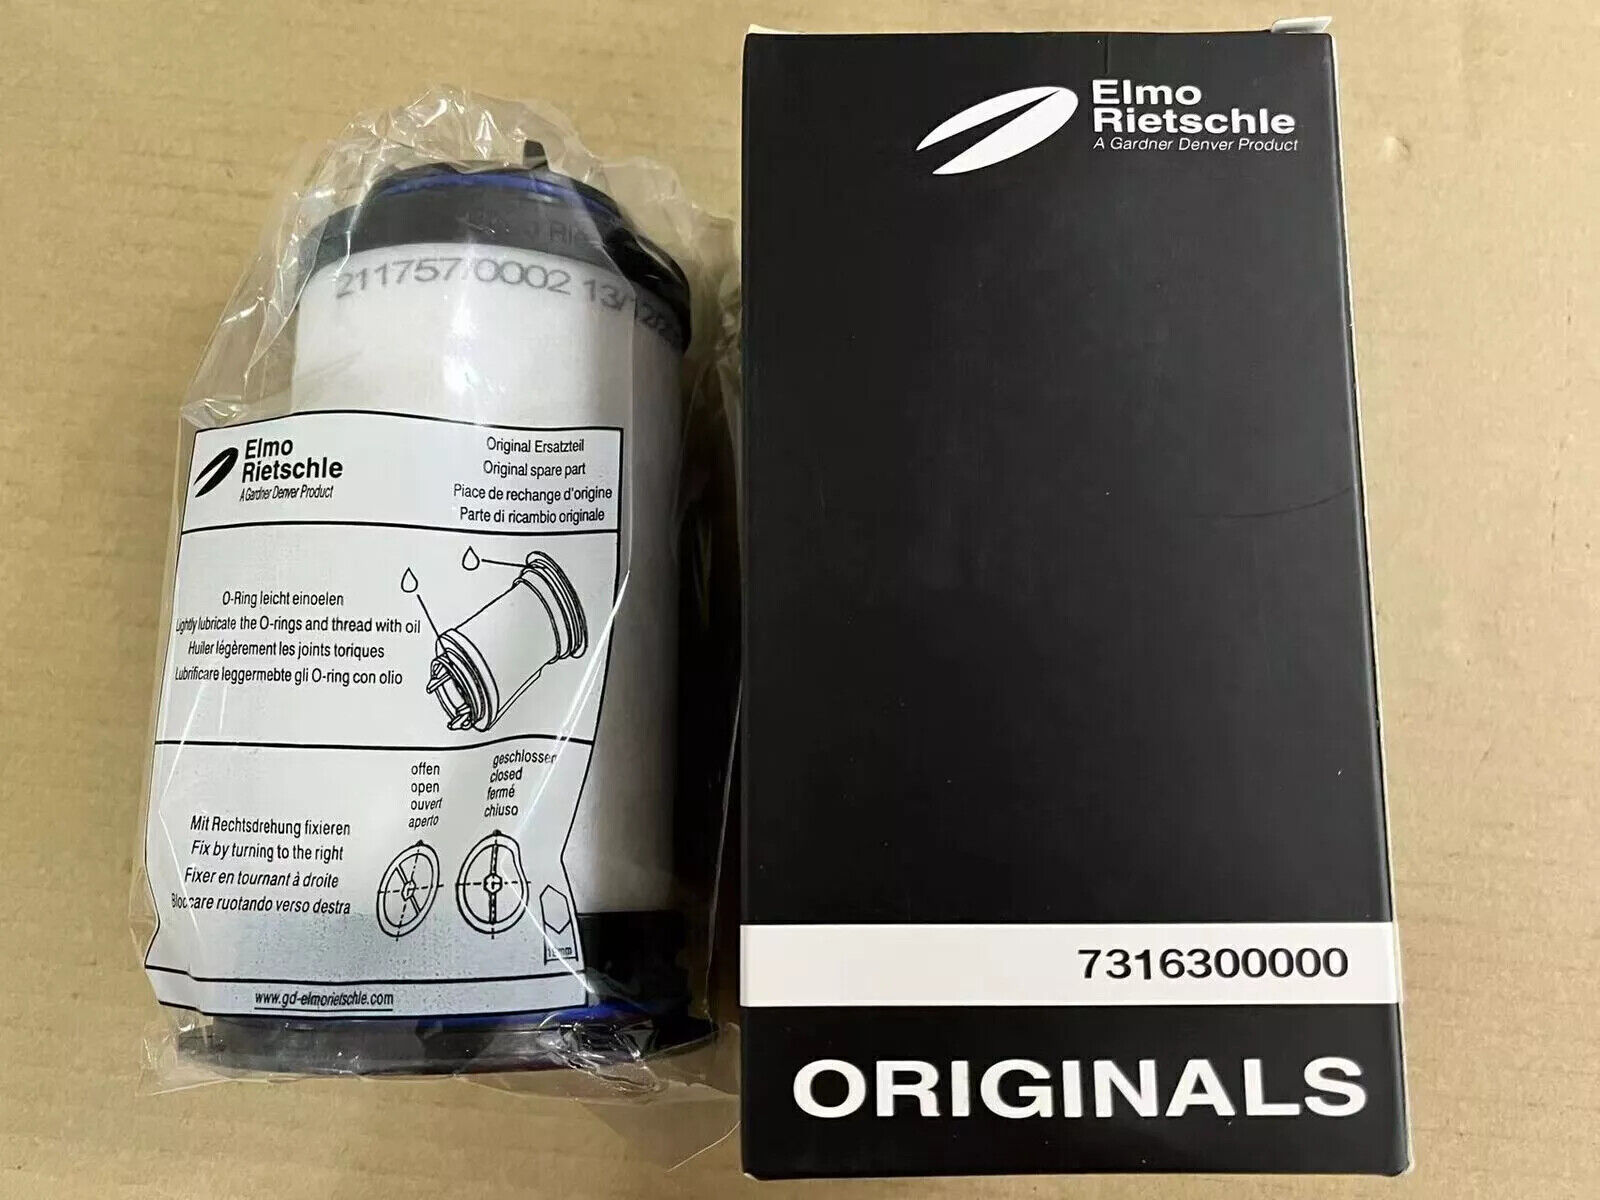 211757/0002 13/12/2
Elmo
Rietschle
A Gardner Denver Product
Original Ersatzteil
Original spare part
Piace de rechange d'origine
Parte di ricambio originale
O-Ring leicht einoelen
Lightly lubricate the O-rings and thread with oil
Huiler légèrement les joints toriques
Lubrificare leggermebte gli O-ring con olio
offen
open
ouvert
aperto
geschlossen
closed
fermé
chiuso
Mit Rechtsdrehung fixieren
Fix by turning to the right
Fixer en tournant à droite
Bloccare ruotando verso destra
www.gd-elmorietschle.com
Elmo
Rietschle
A Gardner Denver Product
7316300000
ORIGINALS